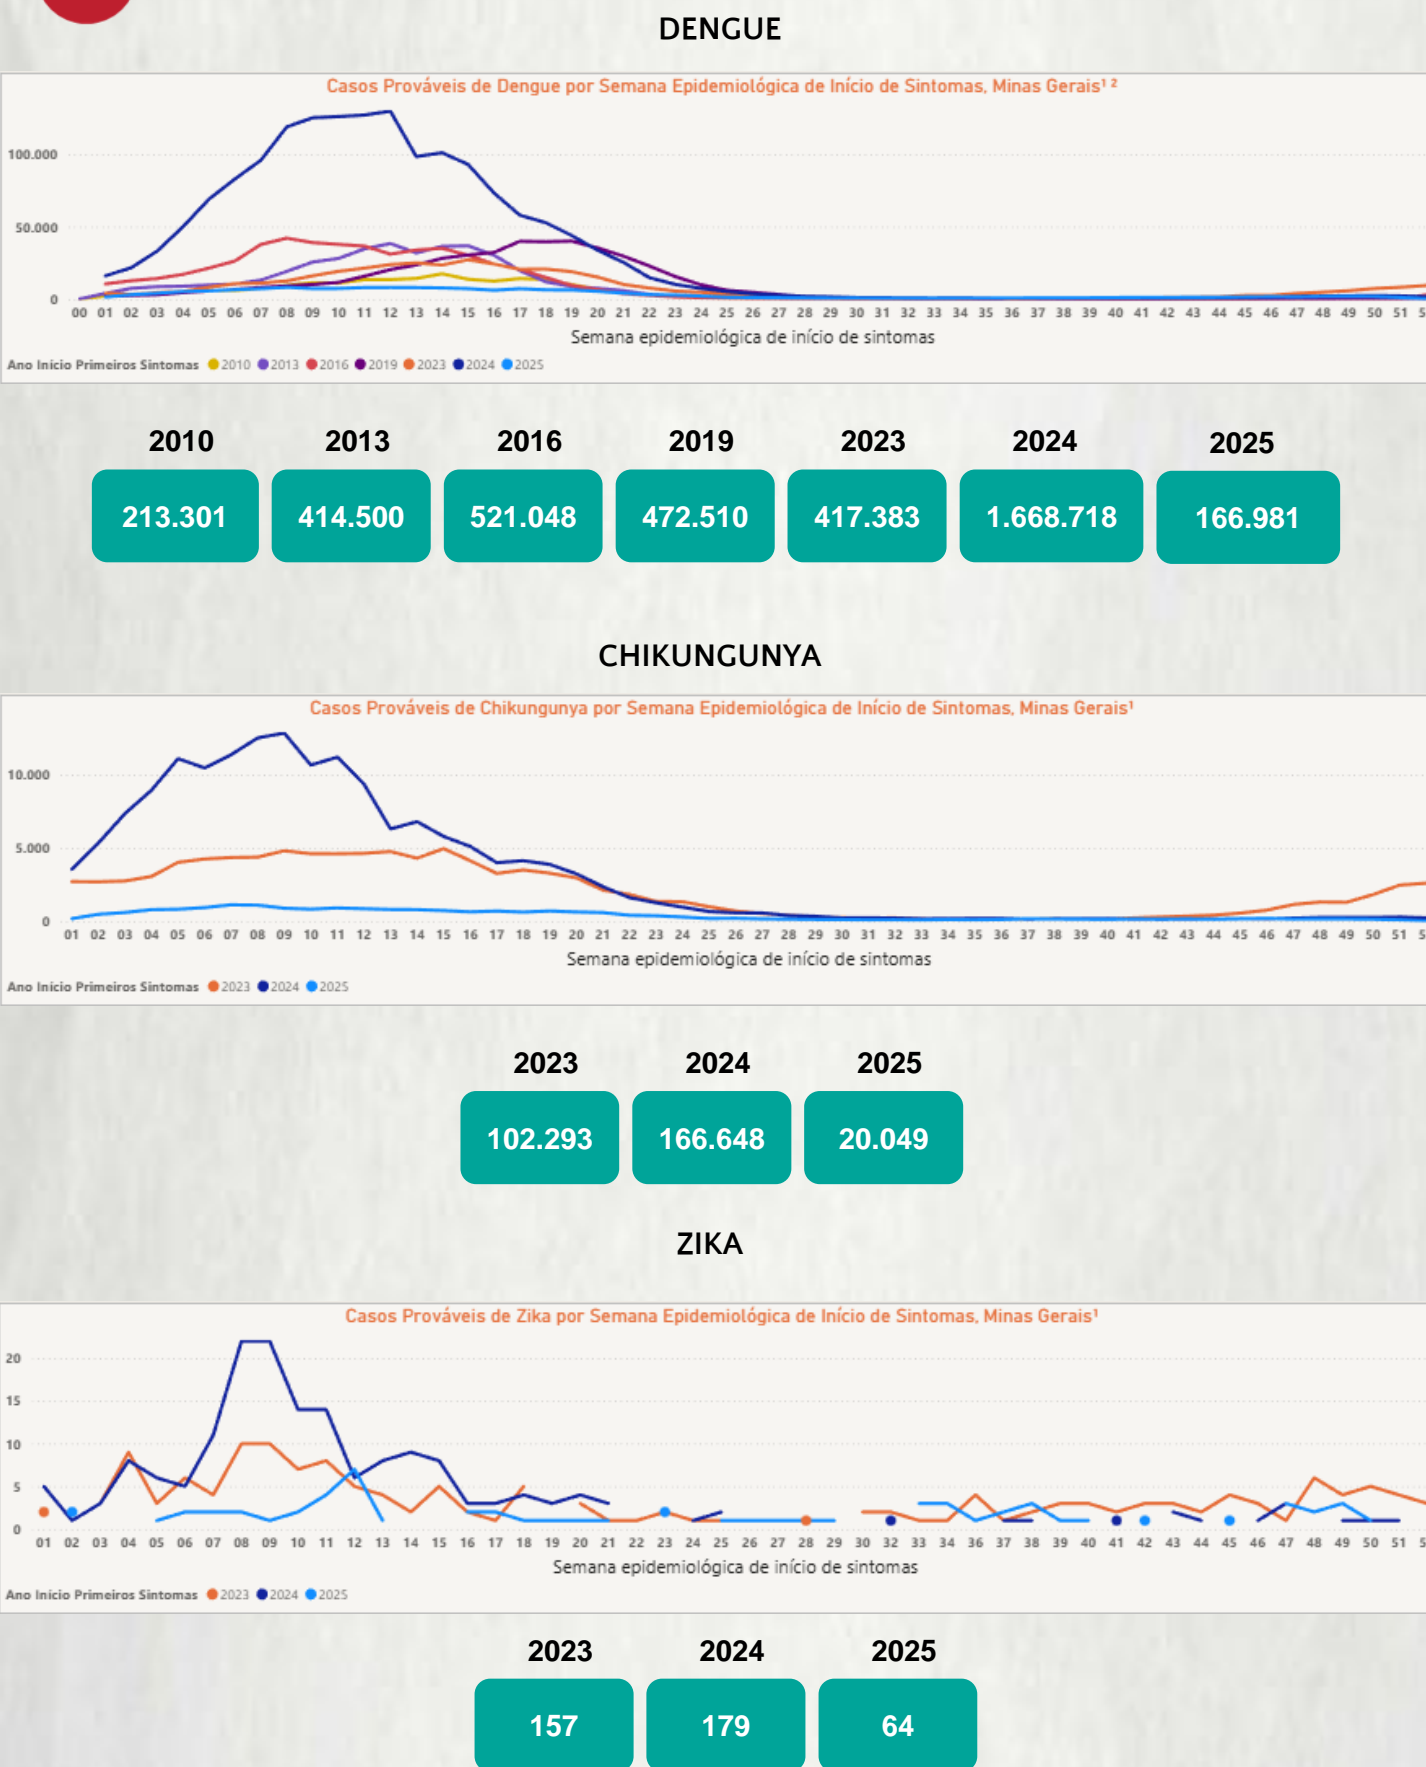 DENGUE
Casos Prováveis de Dengue por Semana Epidemiológica de Início de Sintomas, Minas Gerais¹ ²
100.000
50.000
0
00 01 02 03 04 05 06 07 08 09 10 11 12 13 14 15 16 17 18 19 20 21 22 23 24 25 26 27 28 29 30 31 32 33 34 35 36 37 38 39 40 41 42 43 44 45 46 47 48 49 50 51
Semana epidemiológica de início de sintomas
Ano Início Primeiros Sintomas 2010 2013 2016 2019 2023 2024 2025
2010 2013 2016 2019 2023 2024 2025
213.301 414.500 521.048 472.510 417.383 1.668.718 166.981
CHIKUNGUNYA
Casos Prováveis de Chikungunya por Semana Epidemiológica de Início de Sintomas, Minas Gerais¹
10.000
5.000
0
01 02 03 04 05 06 07 08 09 10 11 12 13 14 15 16 17 18 19 20 21 22 23 24 25 26 27 28 29 30 31 32 33 34 35 36 37 38 39 40 41 42 43 44 45 46 47 48 49 50 51
Semana epidemiológica de início de sintomas
Ano Início Primeiros Sintomas 2023 2024 2025
2023 2024 2025
102.293 166.648 20.049
ZIKA
Casos Prováveis de Zika por Semana Epidemiológica de Início de Sintomas, Minas Gerais¹
20
15
10
5
0
01 02 03 04 05 06 07 08 09 10 11 12 13 14 15 16 17 18 19 20 21 22 23 24 25 26 27 28 29 30 32 33 34 36 37 38 39 40 41 42 43 44 45 46 47 48 49 50 51
Semana epidemiológica de início de sintomas
Ano Início Primeiros Sintomas 2023 2024 2025
2023 2024 2025
157 179 64